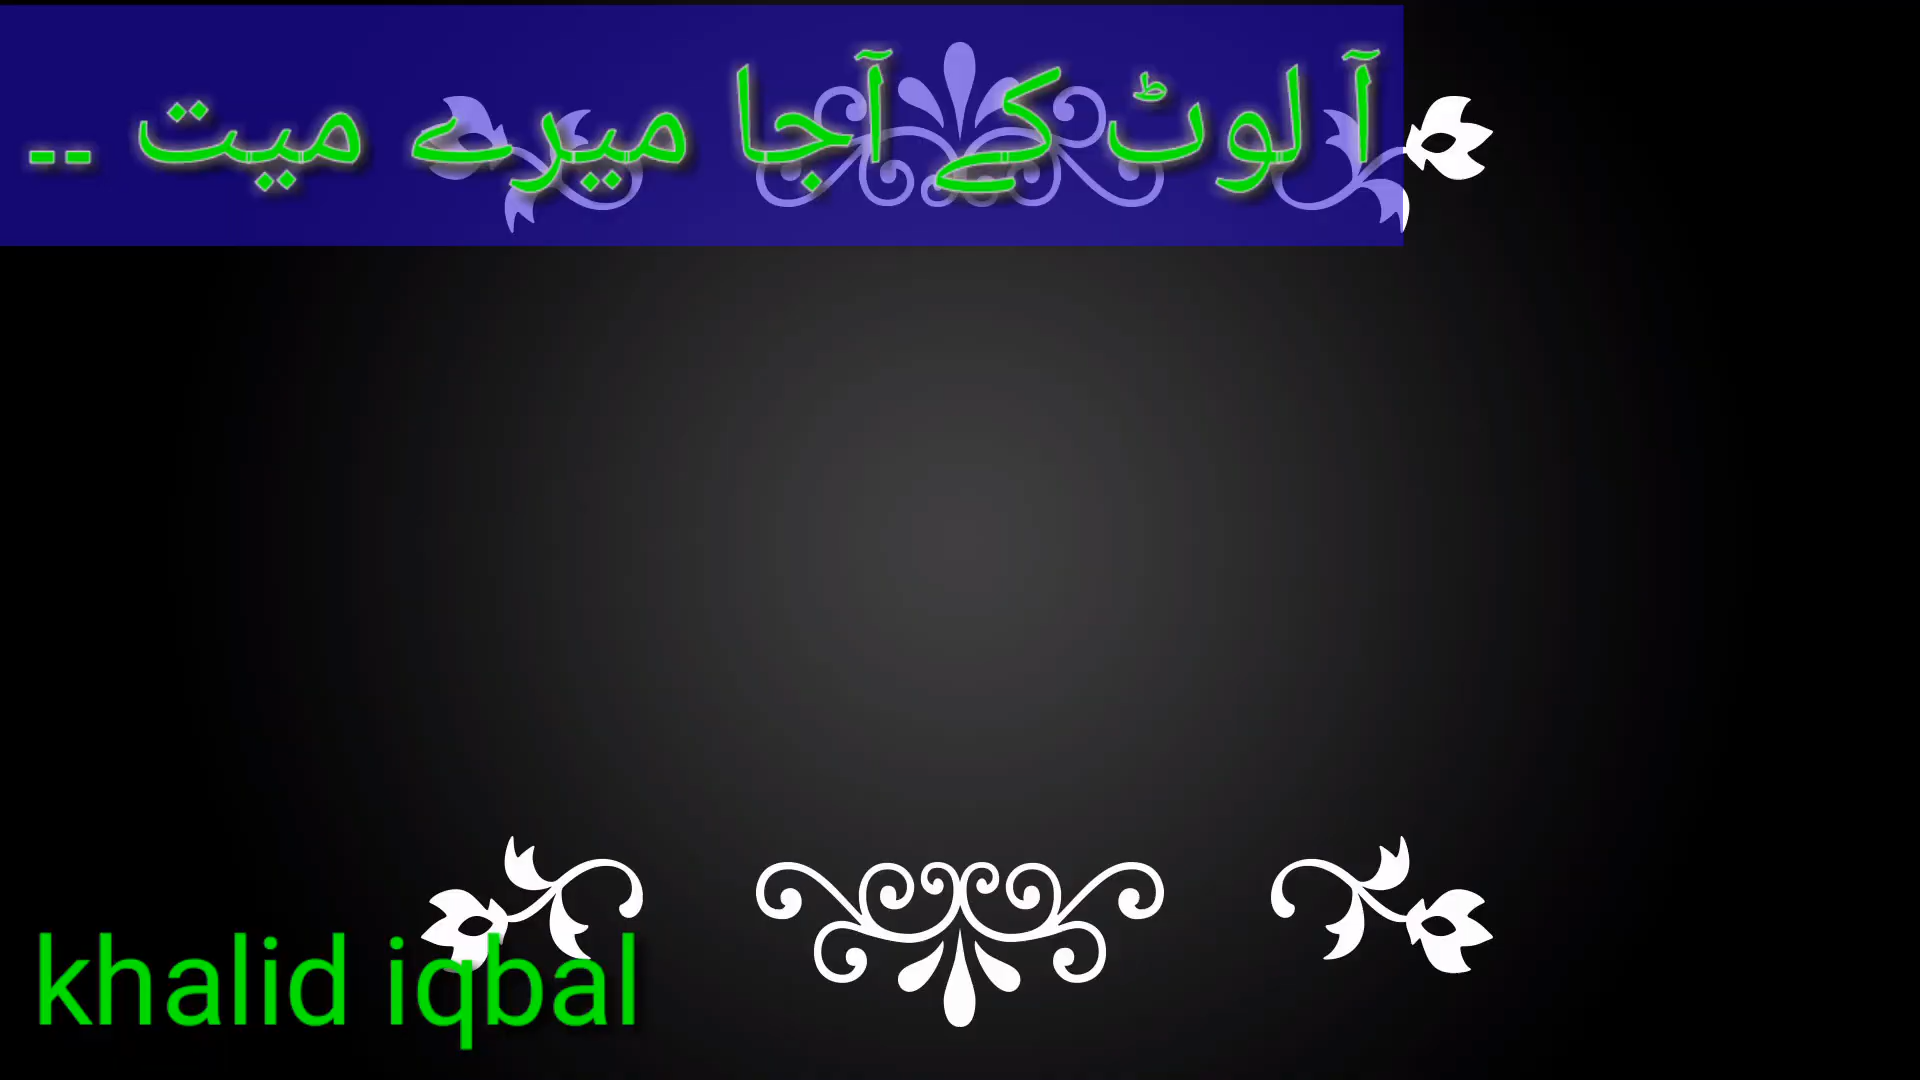 آ لوٹ کے آجا میرے میت --
khalid iqbal